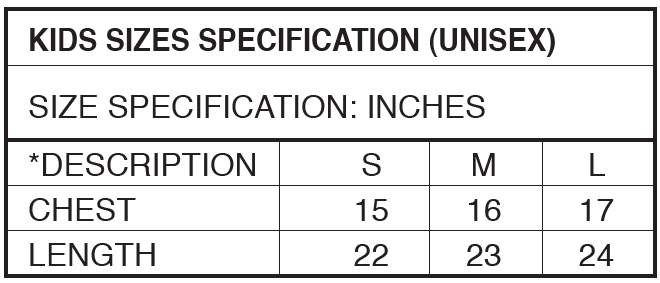 KIDS SIZES SPECIFICATION (UNISEX)
SIZE SPECIFICATION: INCHES
*DESCRIPTION S M L
CHEST 15 16 17
LENGTH 22 23 24